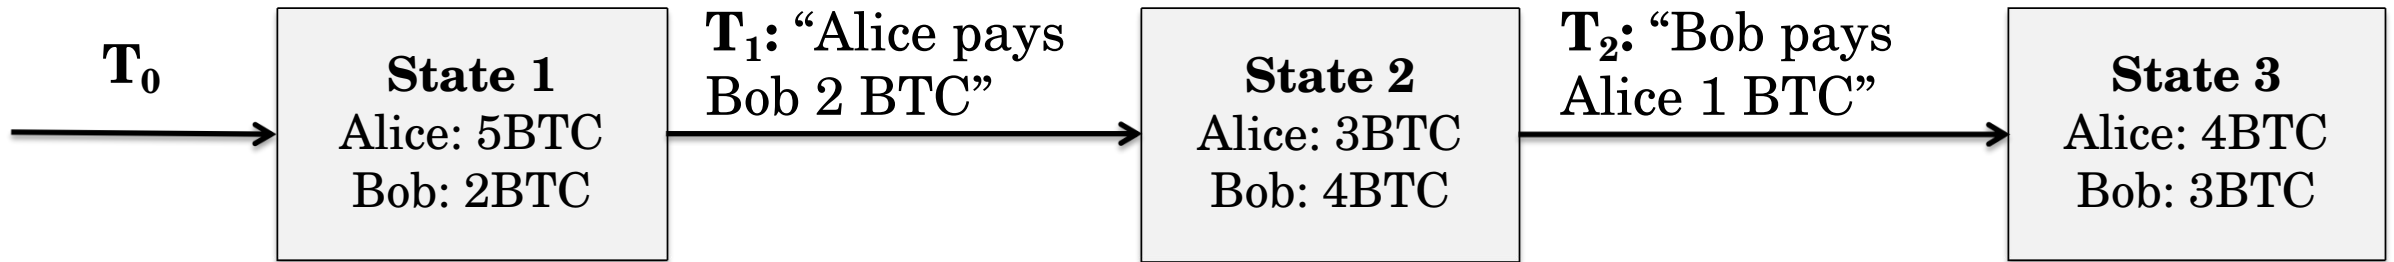 T₀
State 1
Alice: 5BTC
Bob: 2BTC
T₁: “Alice pays
Bob 2 BTC”
State 2
Alice: 3BTC
Bob: 4BTC
T₂: “Bob pays
Alice 1 BTC”
State 3
Alice: 4BTC
Bob: 3BTC